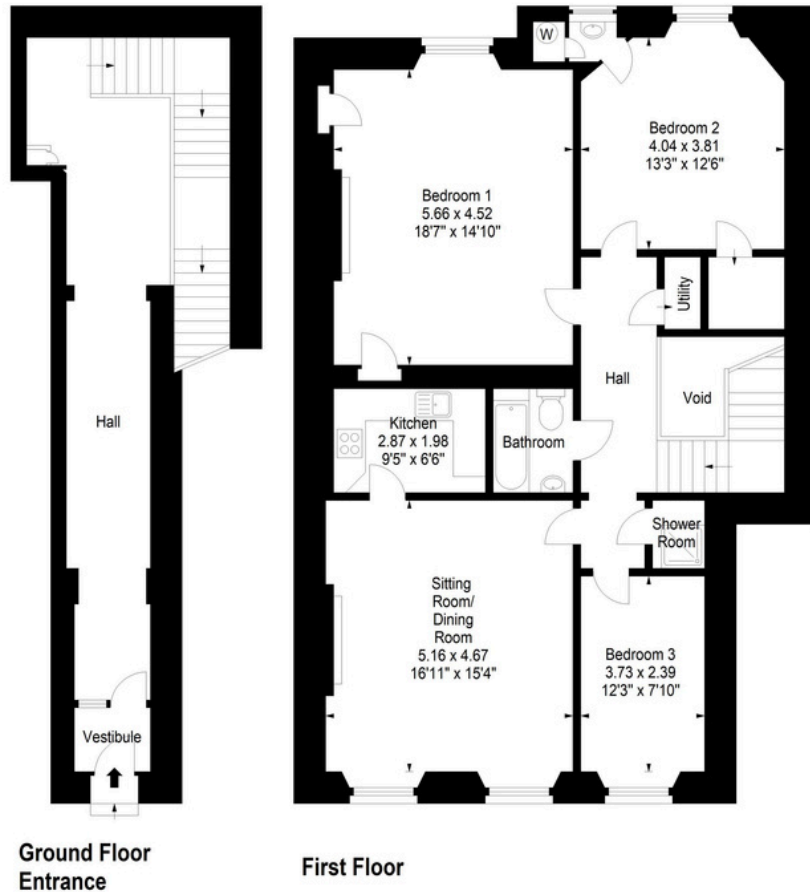 W
Bedroom 2
4.04 x 3.81
13'3" x 12'6"
Bedroom 1
5.66 x 4.52
18'7" x 14'10"
Utility
Hall
Hall
Void
Kitchen
2.87 x 1.98
9'5" x 6'6"
Bathroom
Shower
Room
Sitting
Room/
Dining
Room
5.16 x 4.67
16'11" x 15'4"
Bedroom 3
3.73 x 2.39
12'3" x 7'10"
Vestibule
Ground Floor
Entrance
First Floor